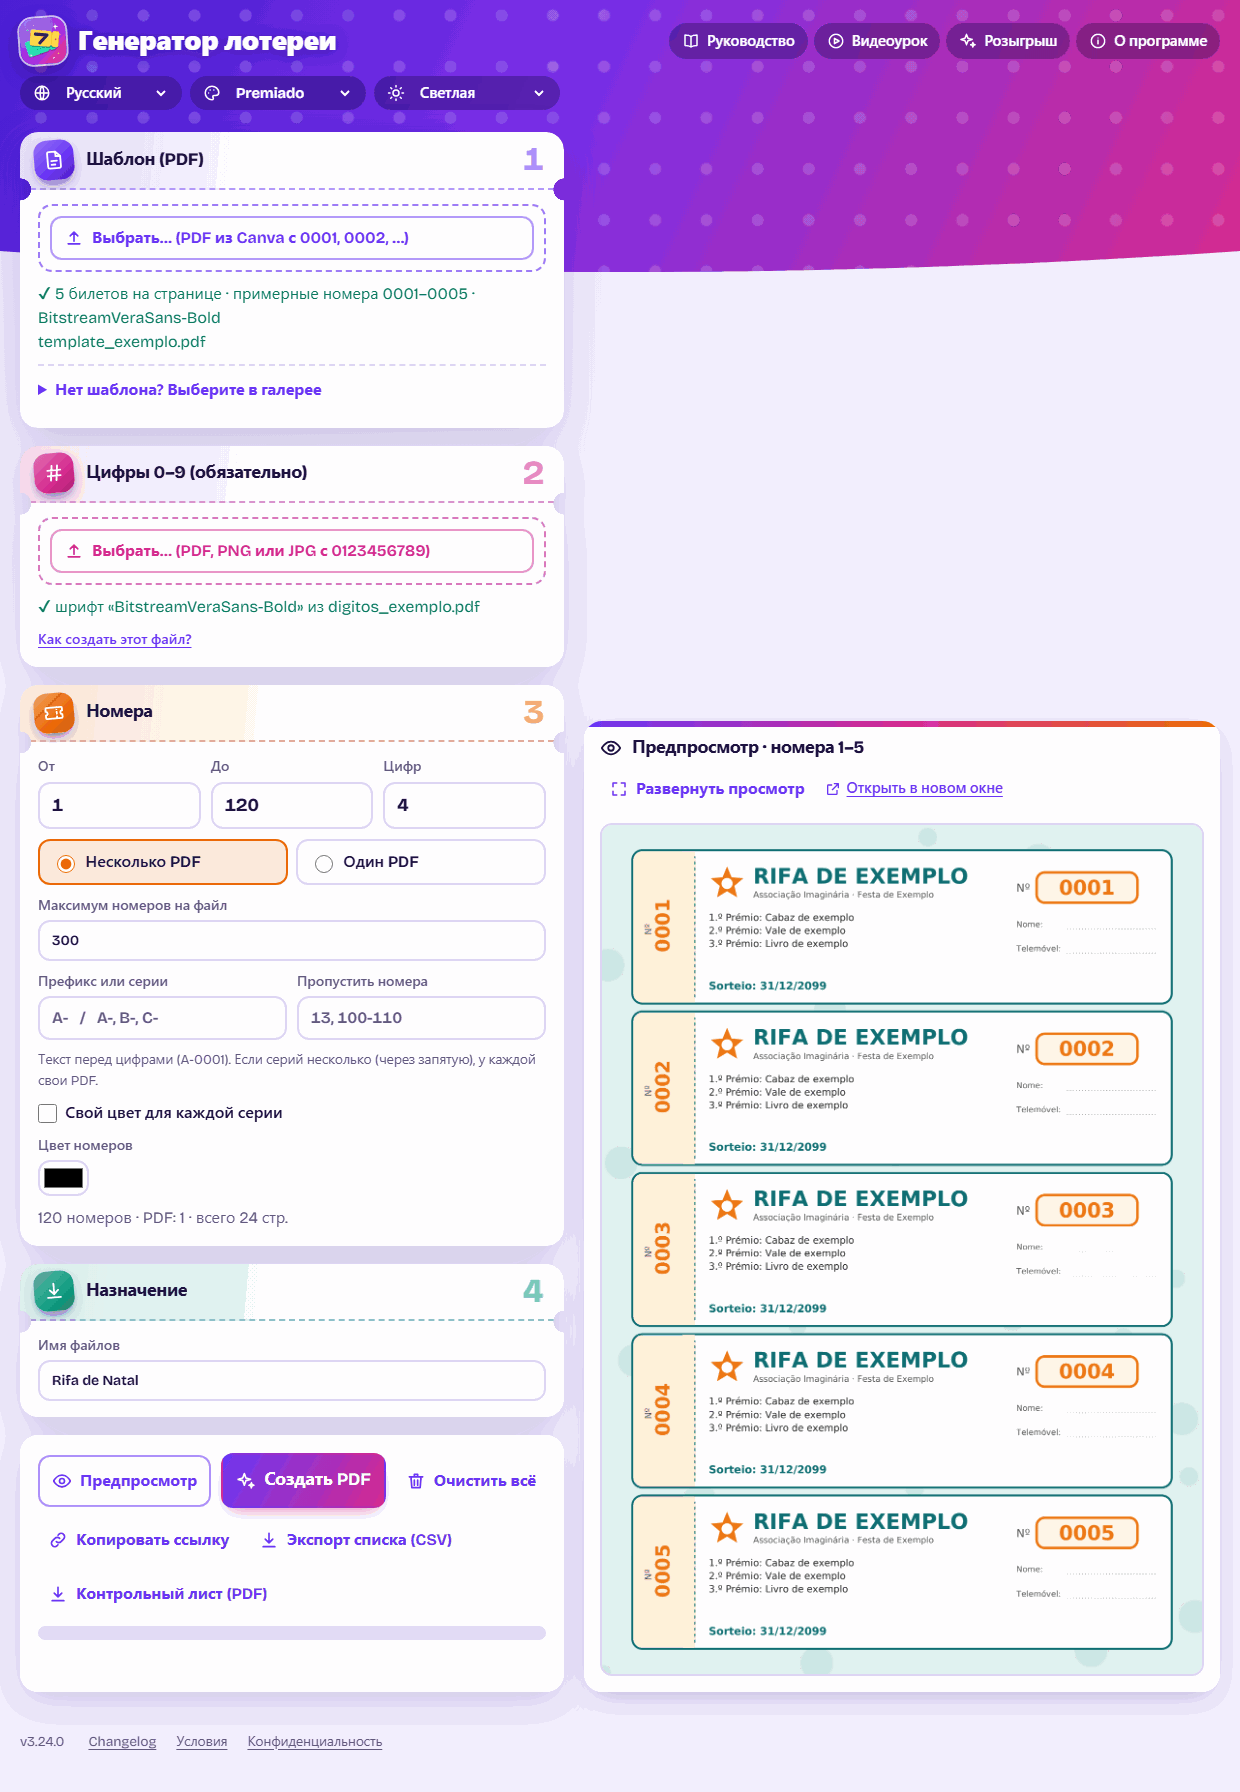 Генератор лотереи
Руководство
Видеоурок
Розыгрыш
О программе
Русский
Premiado
Светлая
Шаблон (PDF)
1
Выбрать... (PDF из Canva с 0001, 0002, ...)
✓ 5 билетов на странице · примерные номера 0001–0005 ·
BitstreamVeraSans-Bold
template_exemplo.pdf
Нет шаблона? Выберите в галерее
Цифры 0–9 (обязательно)
2
Выбрать... (PDF, PNG или JPG с 0123456789)
✓ шрифт «BitstreamVeraSans-Bold» из digitos_exemplo.pdf
Как создать этот файл?
Номера
3
От
До
Цифр
1
120
4
Несколько PDF
Один PDF
Максимум номеров на файл
300
Префикс или серии
Пропустить номера
A- / A-, B-, C-
13, 100-110
Текст перед цифрами (A-0001). Если серий несколько (через запятую), у каждой
свои PDF.
Свой цвет для каждой серии
Цвет номеров
120 номеров · PDF: 1 · всего 24 стр.
Назначение
4
Имя файлов
Rifa de Natal
Предпросмотр
Создать PDF
Очистить всё
Копировать ссылку
Экспорт списка (CSV)
Контрольный лист (PDF)
Предпросмотр · номера 1–5
Развернуть просмотр
Открыть в новом окне
Nº 0001
RIFA DE EXEMPLO
Associação Imaginária · Festa de Exemplo
1.º Prémio: Cabaz de exemplo
2.º Prémio: Vale de exemplo
3.º Prémio: Livro de exemplo
Sorteio: 31/12/2099
Nº 0001
Nome:
Telemóvel:
Nº 0002
RIFA DE EXEMPLO
Associação Imaginária · Festa de Exemplo
1.º Prémio: Cabaz de exemplo
2.º Prémio: Vale de exemplo
3.º Prémio: Livro de exemplo
Sorteio: 31/12/2099
Nº 0002
Nome:
Telemóvel:
Nº 0003
RIFA DE EXEMPLO
Associação Imaginária · Festa de Exemplo
1.º Prémio: Cabaz de exemplo
2.º Prémio: Vale de exemplo
3.º Prémio: Livro de exemplo
Sorteio: 31/12/2099
Nº 0003
Nome:
Telemóvel:
Nº 0004
RIFA DE EXEMPLO
Associação Imaginária · Festa de Exemplo
1.º Prémio: Cabaz de exemplo
2.º Prémio: Vale de exemplo
3.º Prémio: Livro de exemplo
Sorteio: 31/12/2099
Nº 0004
Nome:
Telemóvel:
Nº 0005
RIFA DE EXEMPLO
Associação Imaginária · Festa de Exemplo
1.º Prémio: Cabaz de exemplo
2.º Prémio: Vale de exemplo
3.º Prémio: Livro de exemplo
Sorteio: 31/12/2099
Nº 0005
Nome:
Telemóvel:
v3.24.0
Changelog
Условия
Конфиденциальность